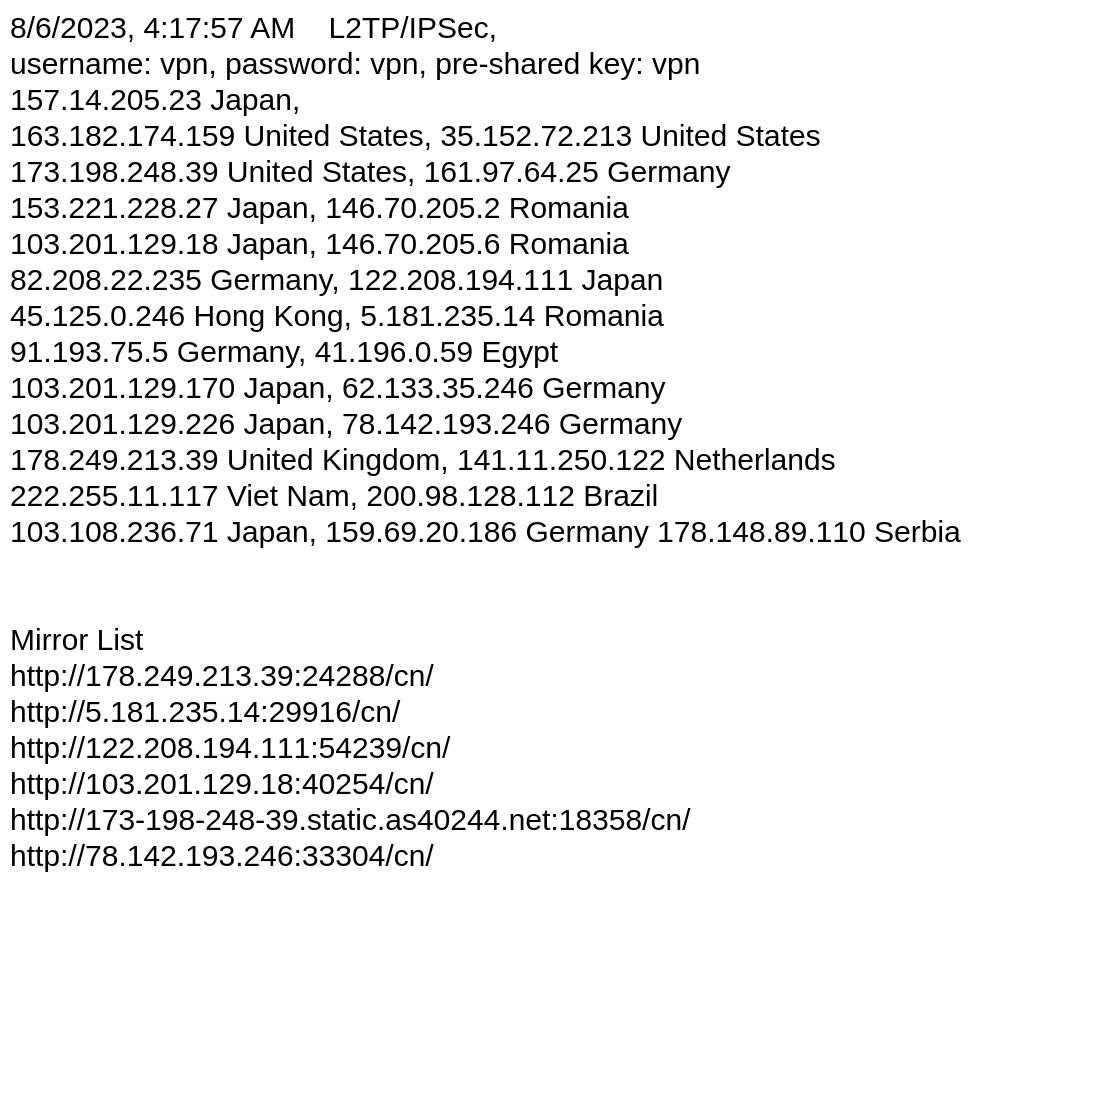 8/6/2023, 4:17:57 AM    L2TP/IPSec,
username: vpn, password: vpn, pre-shared key: vpn
157.14.205.23 Japan,
163.182.174.159 United States, 35.152.72.213 United States
173.198.248.39 United States, 161.97.64.25 Germany
153.221.228.27 Japan, 146.70.205.2 Romania
103.201.129.18 Japan, 146.70.205.6 Romania
82.208.22.235 Germany, 122.208.194.111 Japan
45.125.0.246 Hong Kong, 5.181.235.14 Romania
91.193.75.5 Germany, 41.196.0.59 Egypt
103.201.129.170 Japan, 62.133.35.246 Germany
103.201.129.226 Japan, 78.142.193.246 Germany
178.249.213.39 United Kingdom, 141.11.250.122 Netherlands
222.255.11.117 Viet Nam, 200.98.128.112 Brazil
103.108.236.71 Japan, 159.69.20.186 Germany 178.148.89.110 Serbia
Mirror List
http://178.249.213.39:24288/cn/
http://5.181.235.14:29916/cn/
http://122.208.194.111:54239/cn/
http://103.201.129.18:40254/cn/
http://173-198-248-39.static.as40244.net:18358/cn/
http://78.142.193.246:33304/cn/